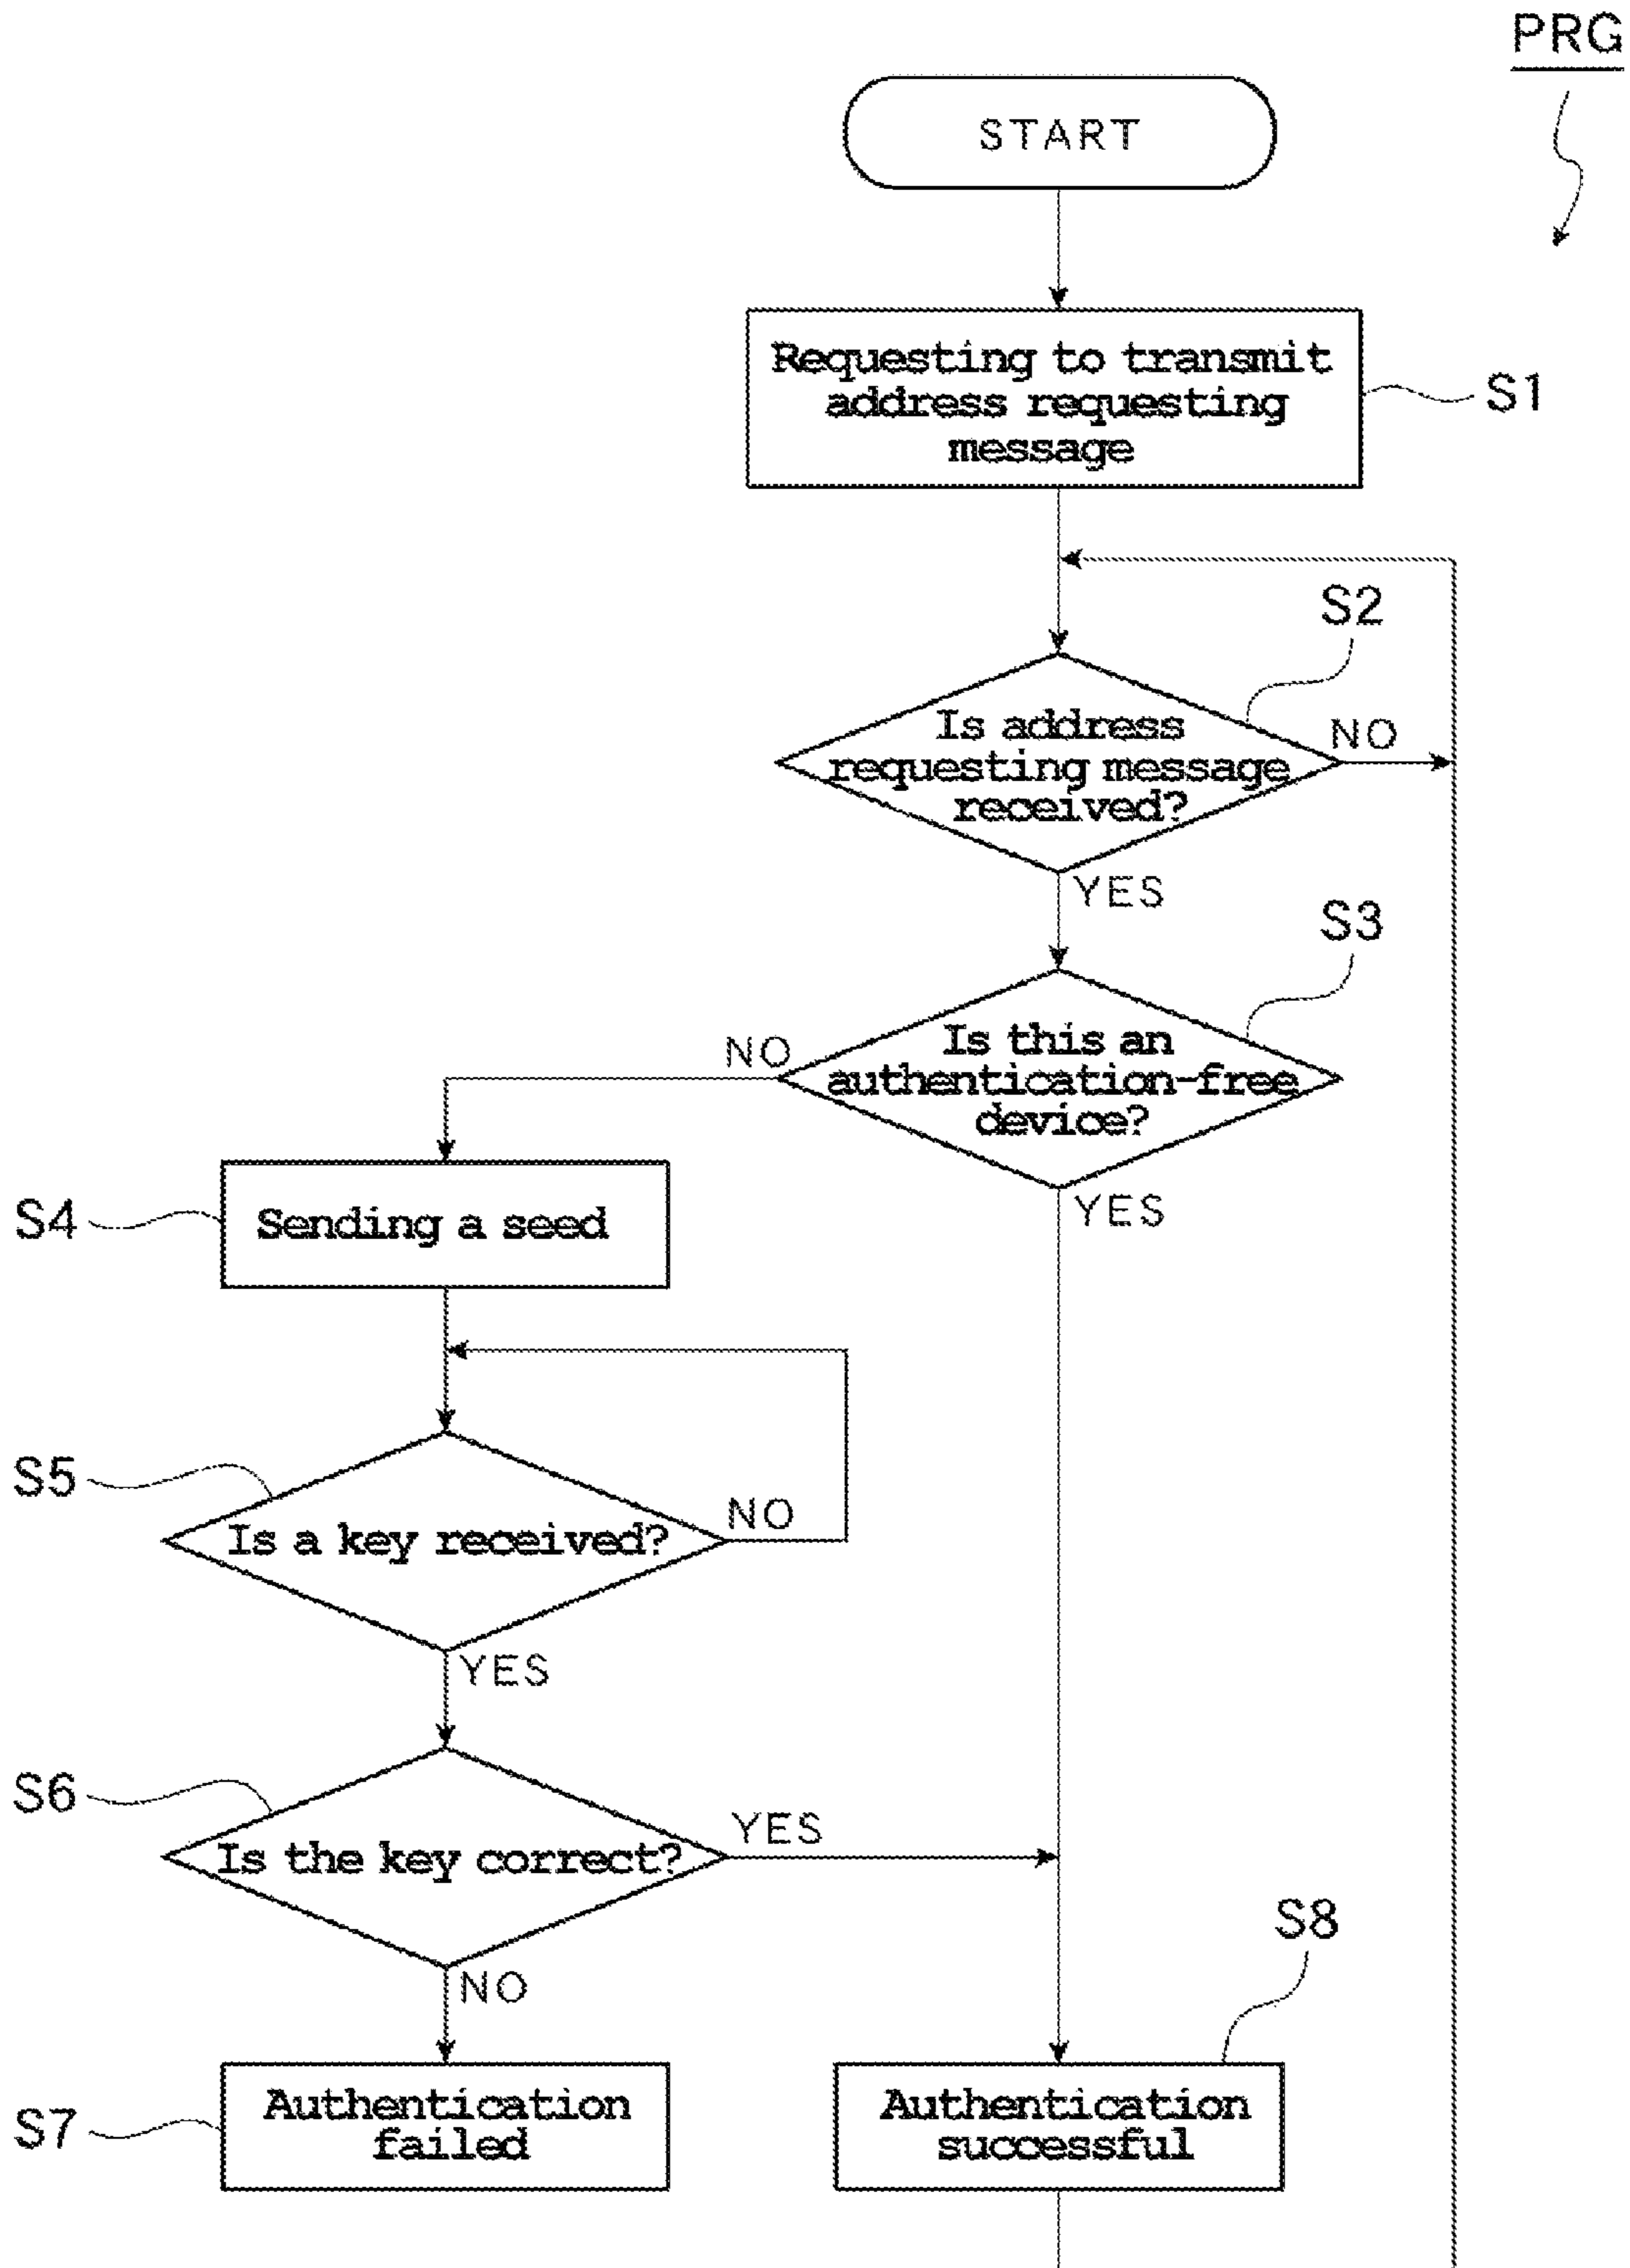 PRG
START
Requesting to transmit
address requesting
message
S1
S2
Is address
requesting message
received?
NO
YES
S3
Is this an
authentication-free
device?
NO
YES
S4
Sending a seed
S5
Is a key received?
NO
YES
S6
Is the key correct?
YES
NO
S8
S7
Authentication
failed
Authentication
successful